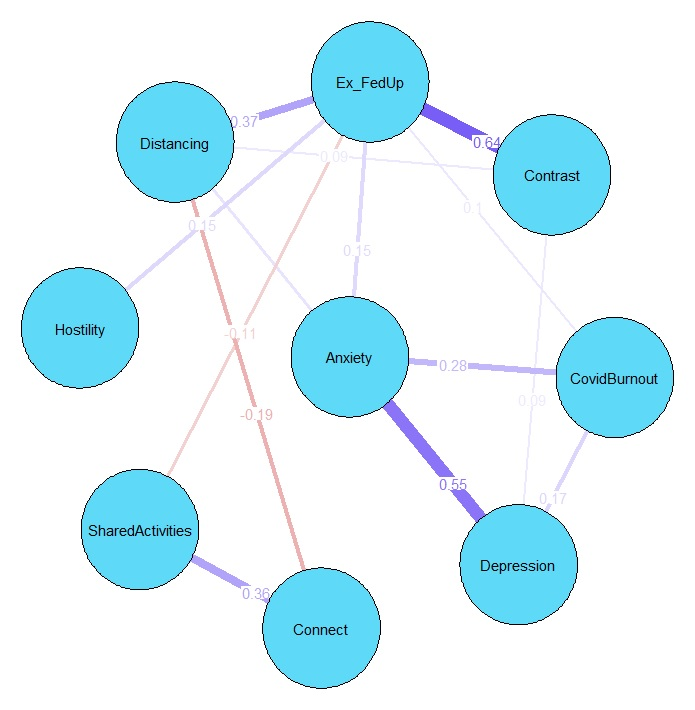 Ex_FedUp
0.37
Distancing
0.64
0.09
Contrast
0.1
0.15
0.15
Hostility
-0.11
Anxiety
0.28
CovidBurnout
0.09
-0.19
0.55
0.17
SharedActivities
Depression
0.36
Connect